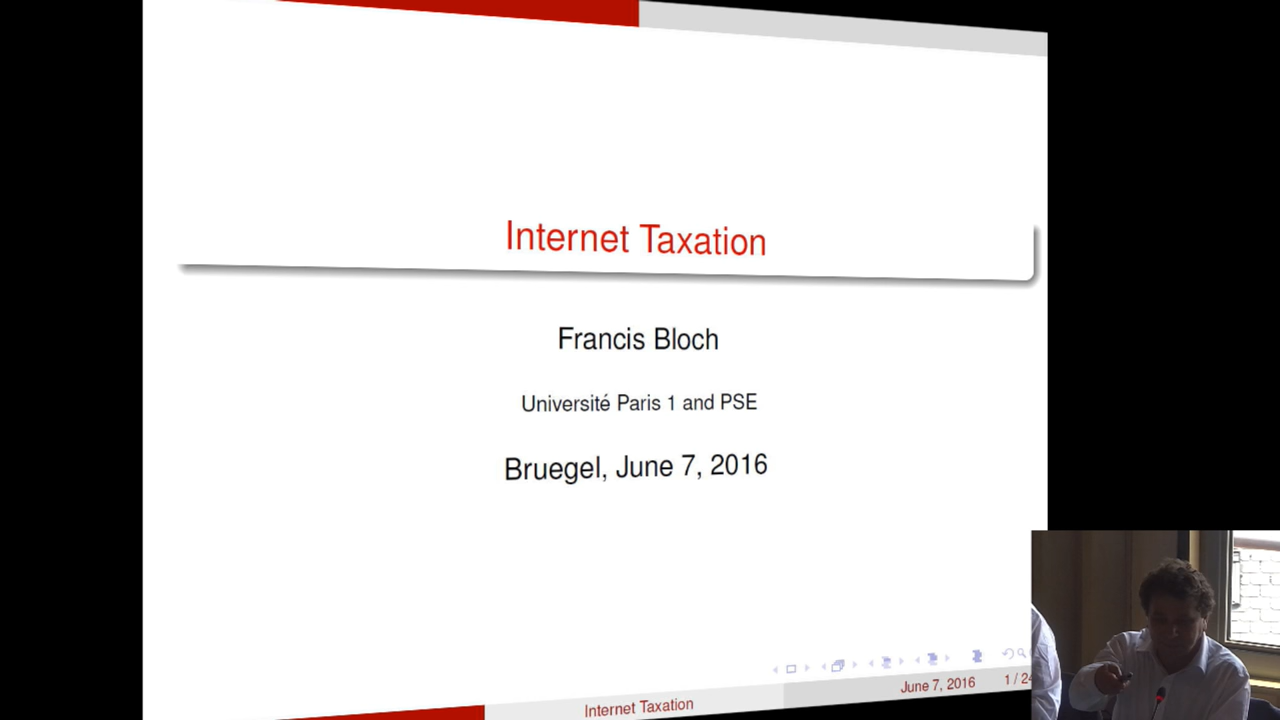 Internet Taxation
Francis Bloch
Université Paris 1 and PSE
Bruegel, June 7, 2016
Internet Taxation
June 7, 2016
1 / 24